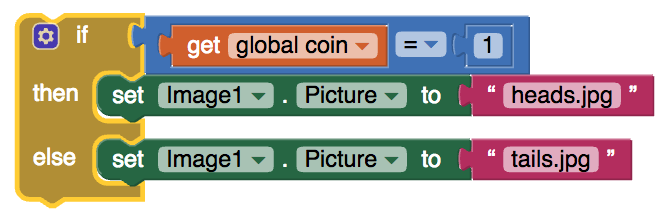 if get global coin = 1
then set Image1 . Picture to “ heads.jpg ”
else set Image1 . Picture to “ tails.jpg ”